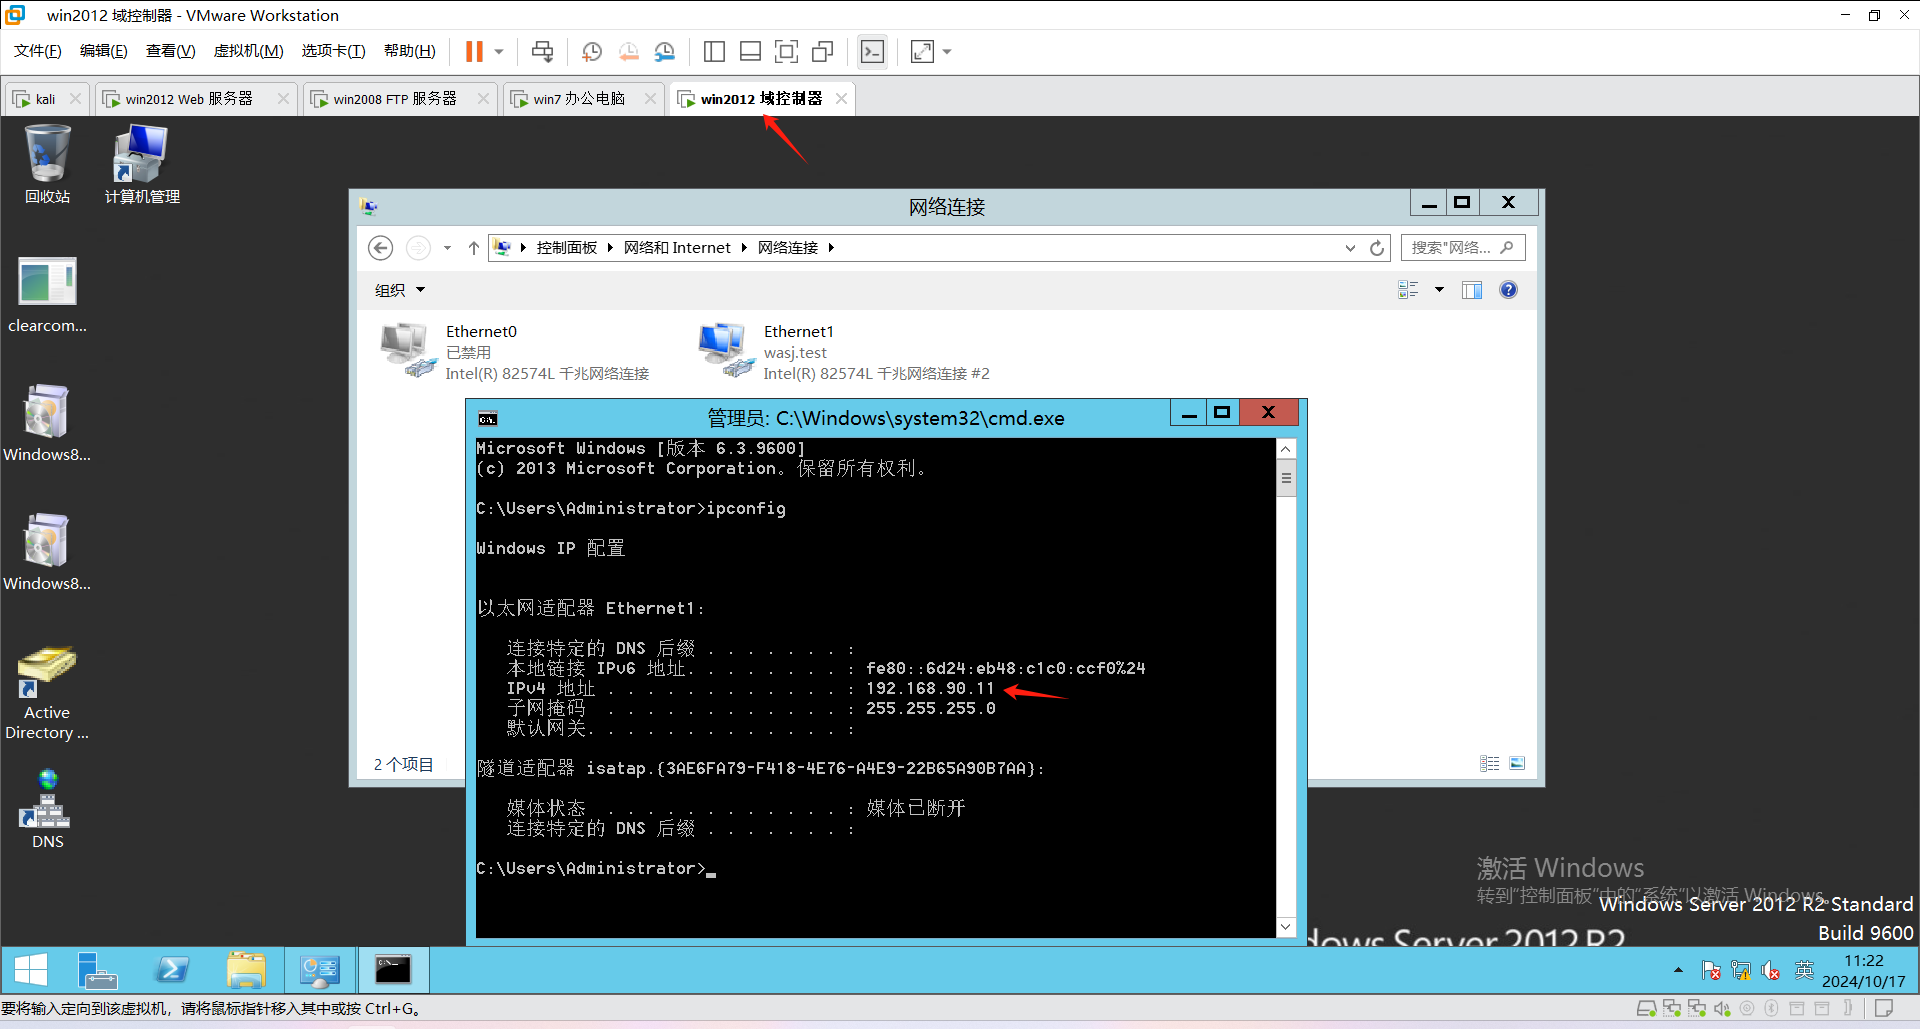 win2012 域控制器 - VMware Workstation
文件(F) 编辑(E) 查看(V) 虚拟机(M) 选项卡(T) 帮助(H)
kali
win2012 Web 服务器
win2008 FTP 服务器
win7 办公电脑
win2012 域控制器
回收站
计算机管理
clearcom...
Windows8...
Windows8...
Active
Directory ...
DNS
网络连接
控制面板 网络和 Internet 网络连接
搜索"网络...
组织
Ethernet0
已禁用
Intel(R) 82574L 千兆网络连接
Ethernet1
wasj.test
Intel(R) 82574L 千兆网络连接 #2
2 个项目
管理员: C:\Windows\system32\cmd.exe
Microsoft Windows [版本 6.3.9600]
(c) 2013 Microsoft Corporation。保留所有权利。
C:\Users\Administrator>ipconfig
Windows IP 配置
以太网适配器 Ethernet1:
连接特定的 DNS 后缀 . . . . . . . :
本地链接 IPv6 地址. . . . . . . . : fe80::6d24:eb48:c1c0:ccf0%24
IPv4 地址 . . . . . . . . . . . . : 192.168.90.11
子网掩码 . . . . . . . . . . . . : 255.255.255.0
默认网关. . . . . . . . . . . . . :
隧道适配器 isatap.{3AE6FA79-F418-4E76-A4E9-22B65A90B7AA}:
媒体状态 . . . . . . . . . . . . : 媒体已断开
连接特定的 DNS 后缀 . . . . . . . :
C:\Users\Administrator>_
激活 Windows
转到"控制面板"中的"系统"以激活 Windows。
Windows Server 2012 R2 Standard
Build 9600
dows Server 2012 R2
英
11:22
2024/10/17
要将输入定向到该虚拟机，请将鼠标指针移入其中或按 Ctrl+G。